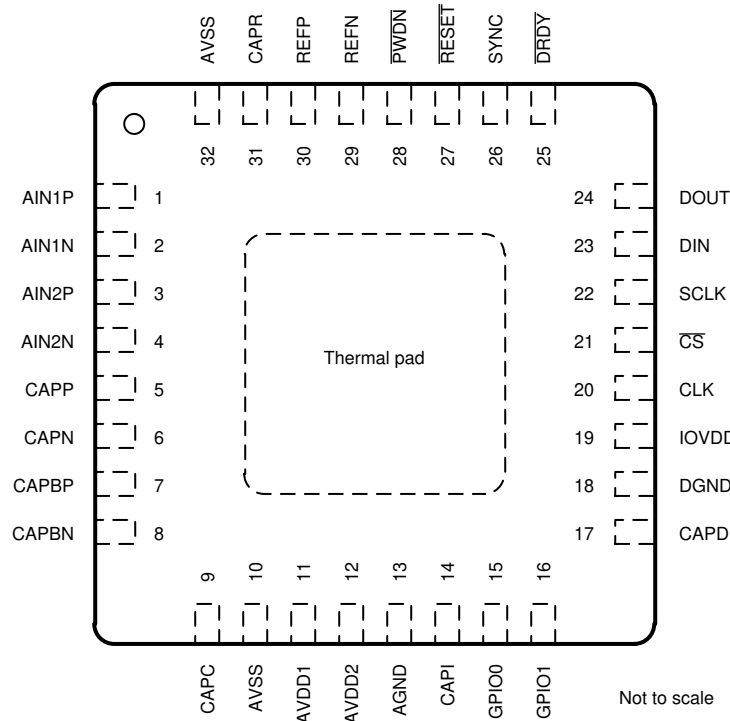 AVSS CAPR REFP REFN PWDN RESET SYNC DRDY
32 31 30 29 28 27 26 25
AIN1P 1 24 DOUT
AIN1N 2 23 DIN
AIN2P 3 22 SCLK
AIN2N 4 21 CS
Thermal pad
CAPP 5 20 CLK
CAPN 6 19 IOVDD
CAPBP 7 18 DGND
CAPBN 8 17 CAPD
9 10 11 12 13 14 15 16
CAPC AVSS AVDD1 AVDD2 AGND CAPI GPIO0 GPIO1
Not to scale